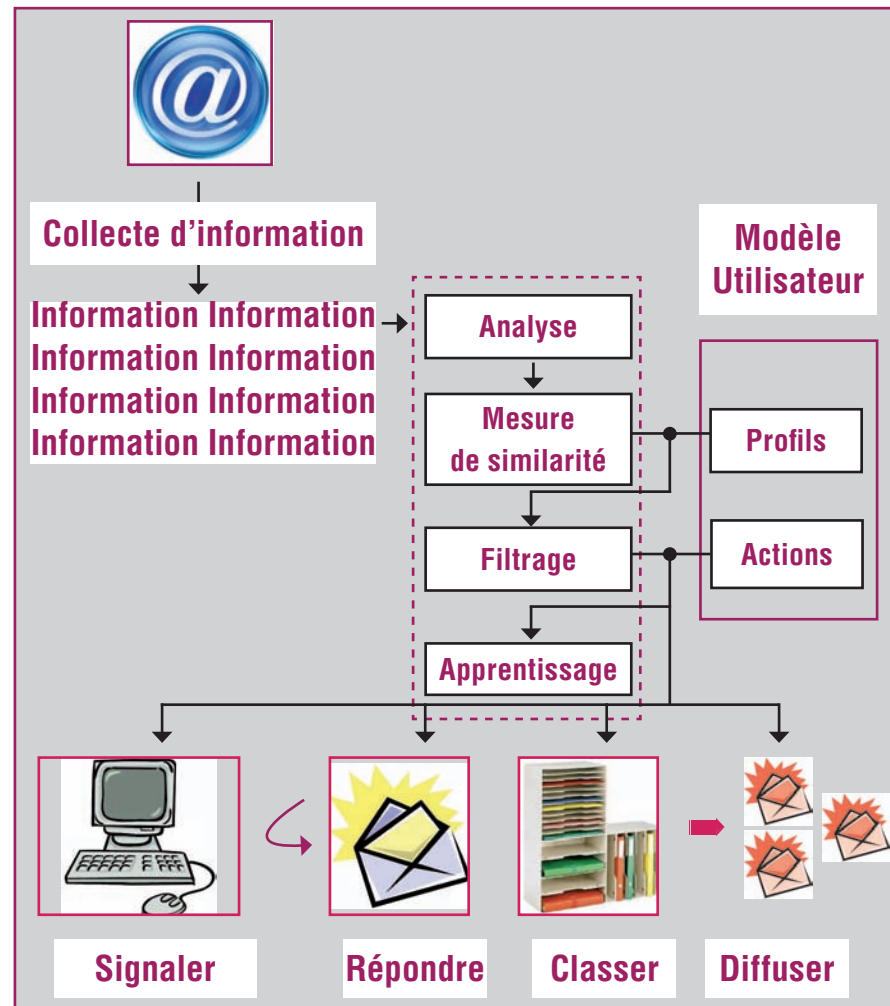 @
Collecte d'information
Information Information
Information Information
Information Information
Information Information
Modèle
Utilisateur
Analyse
Mesure
de similarité
Profils
Filtrage
Actions
Apprentissage
Signaler
Répondre
Classer
Diffuser